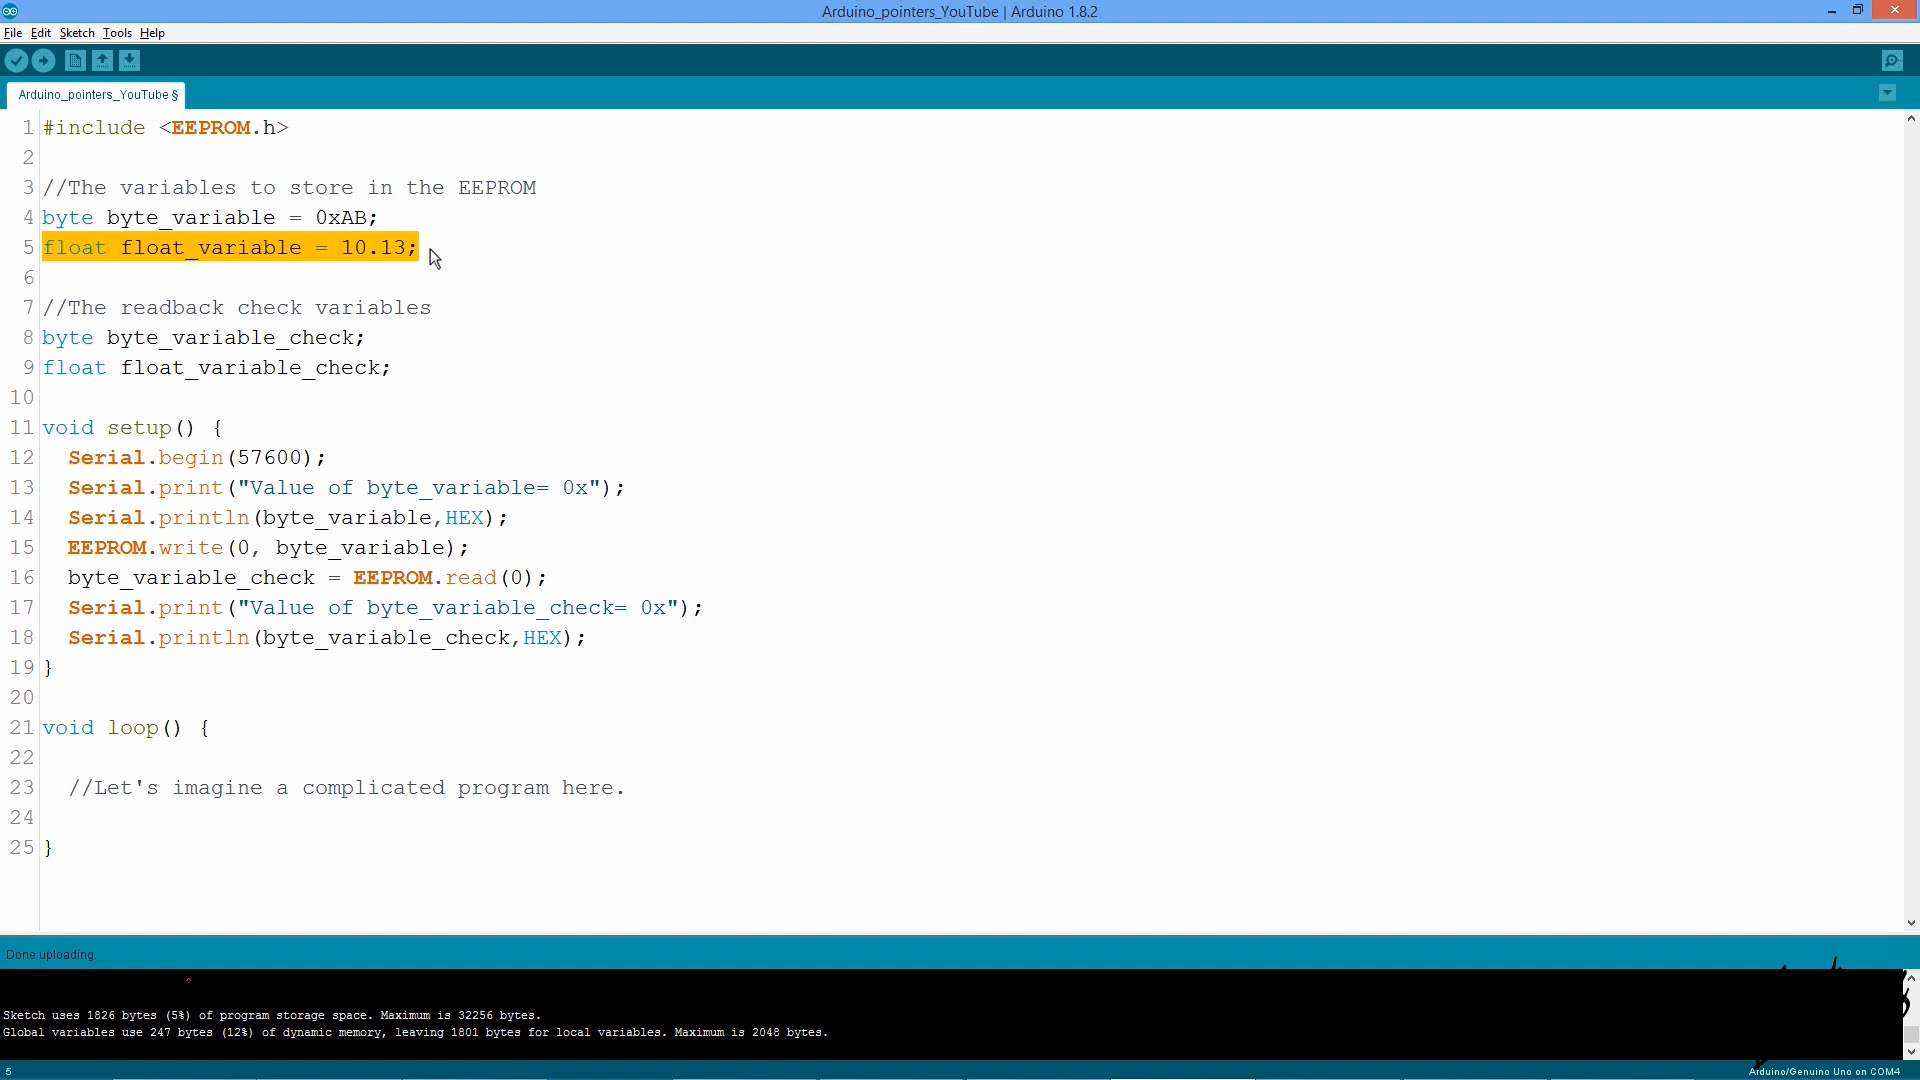 Arduino_pointers_YouTube | Arduino 1.8.2
File Edit Sketch Tools Help
Arduino_pointers_YouTube §
1 #include <EEPROM.h>
2
3 //The variables to store in the EEPROM
4 byte byte_variable = 0xAB;
5 float float_variable = 10.13;
6
7 //The readback check variables
8 byte byte_variable_check;
9 float float_variable_check;
10
11 void setup() {
12   Serial.begin(57600);
13   Serial.print("Value of byte_variable= 0x");
14   Serial.println(byte_variable,HEX);
15   EEPROM.write(0, byte_variable);
16   byte_variable_check = EEPROM.read(0);
17   Serial.print("Value of byte_variable_check= 0x");
18   Serial.println(byte_variable_check,HEX);
19 }
20
21 void loop() {
22
23   //Let's imagine a complicated program here.
24
25 }
Done uploading.
^
Sketch uses 1826 bytes (5%) of program storage space. Maximum is 32256 bytes.
Global variables use 247 bytes (12%) of dynamic memory, leaving 1801 bytes for local variables. Maximum is 2048 bytes.
5
Arduino/Genuino Uno on COM4